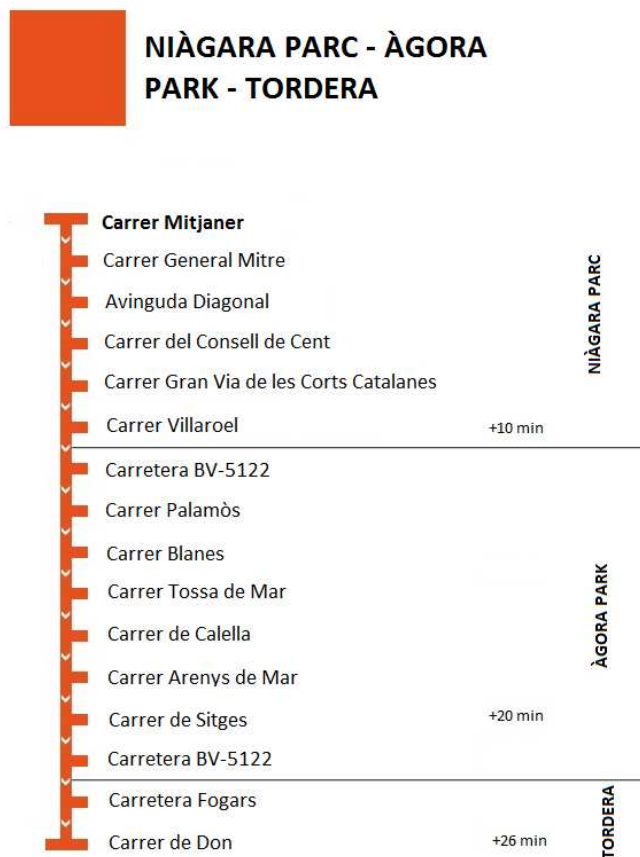 NIÀGARA PARC - ÀGORA
PARK - TORDERA
Carrer Mitjaner
Carrer General Mitre
Avinguda Diagonal
Carrer del Consell de Cent
Carrer Gran Via de les Corts Catalanes
Carrer Villaroel
+10 min
NIÀGARA PARC
Carretera BV-5122
Carrer Palamòs
Carrer Blanes
Carrer Tossa de Mar
Carrer de Calella
Carrer Arenys de Mar
Carrer de Sitges
+20 min
Carretera BV-5122
ÀGORA PARK
Carretera Fogars
Carrer de Don
+26 min
TORDERA